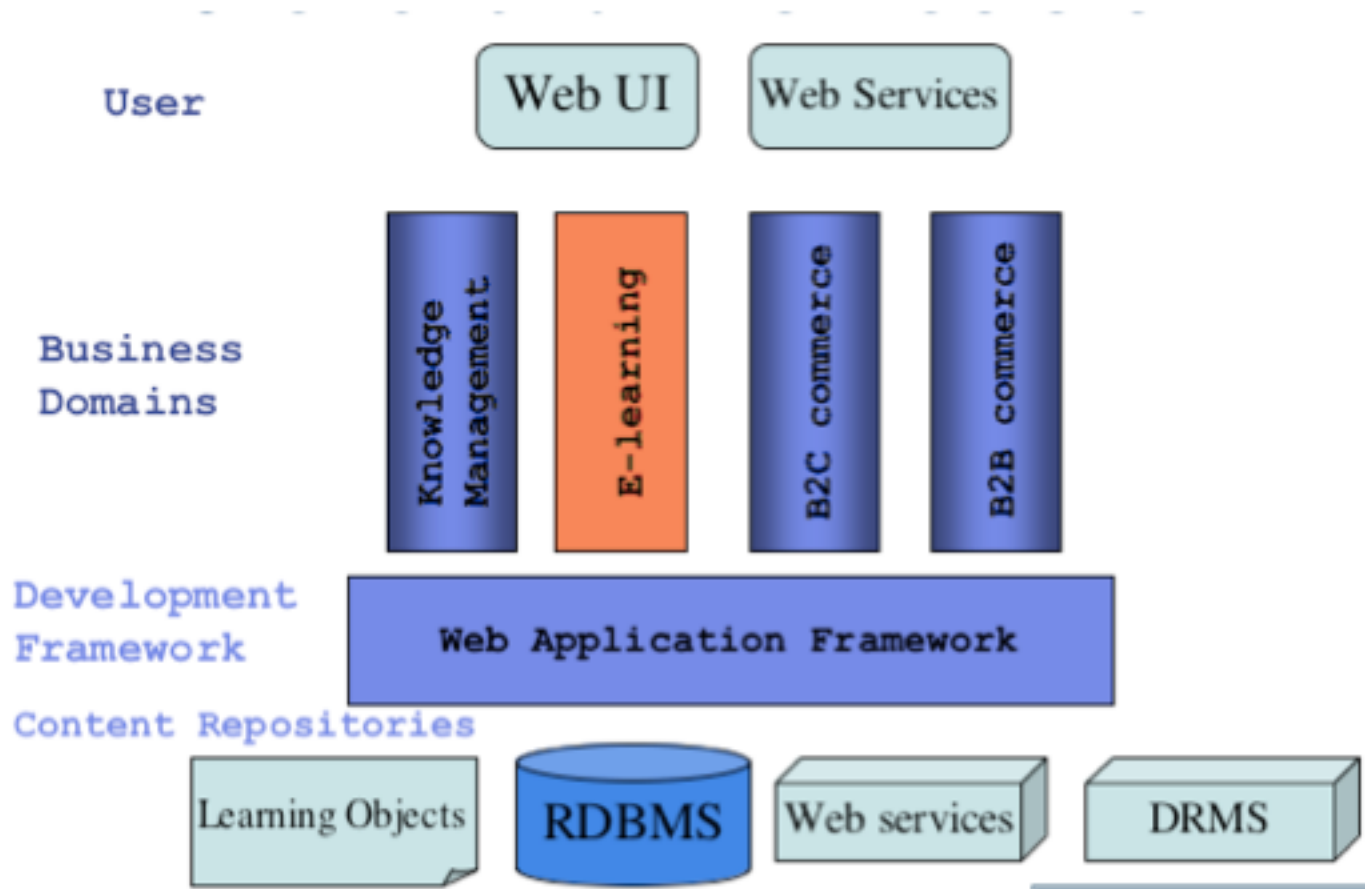 User
Web UI
Web Services
Business
Domains
Knowledge
Management
E-learning
B2C commerce
B2B commerce
Development
Framework
Web Application Framework
Content Repositories
Learning Objects
RDBMS
Web services
DRMS